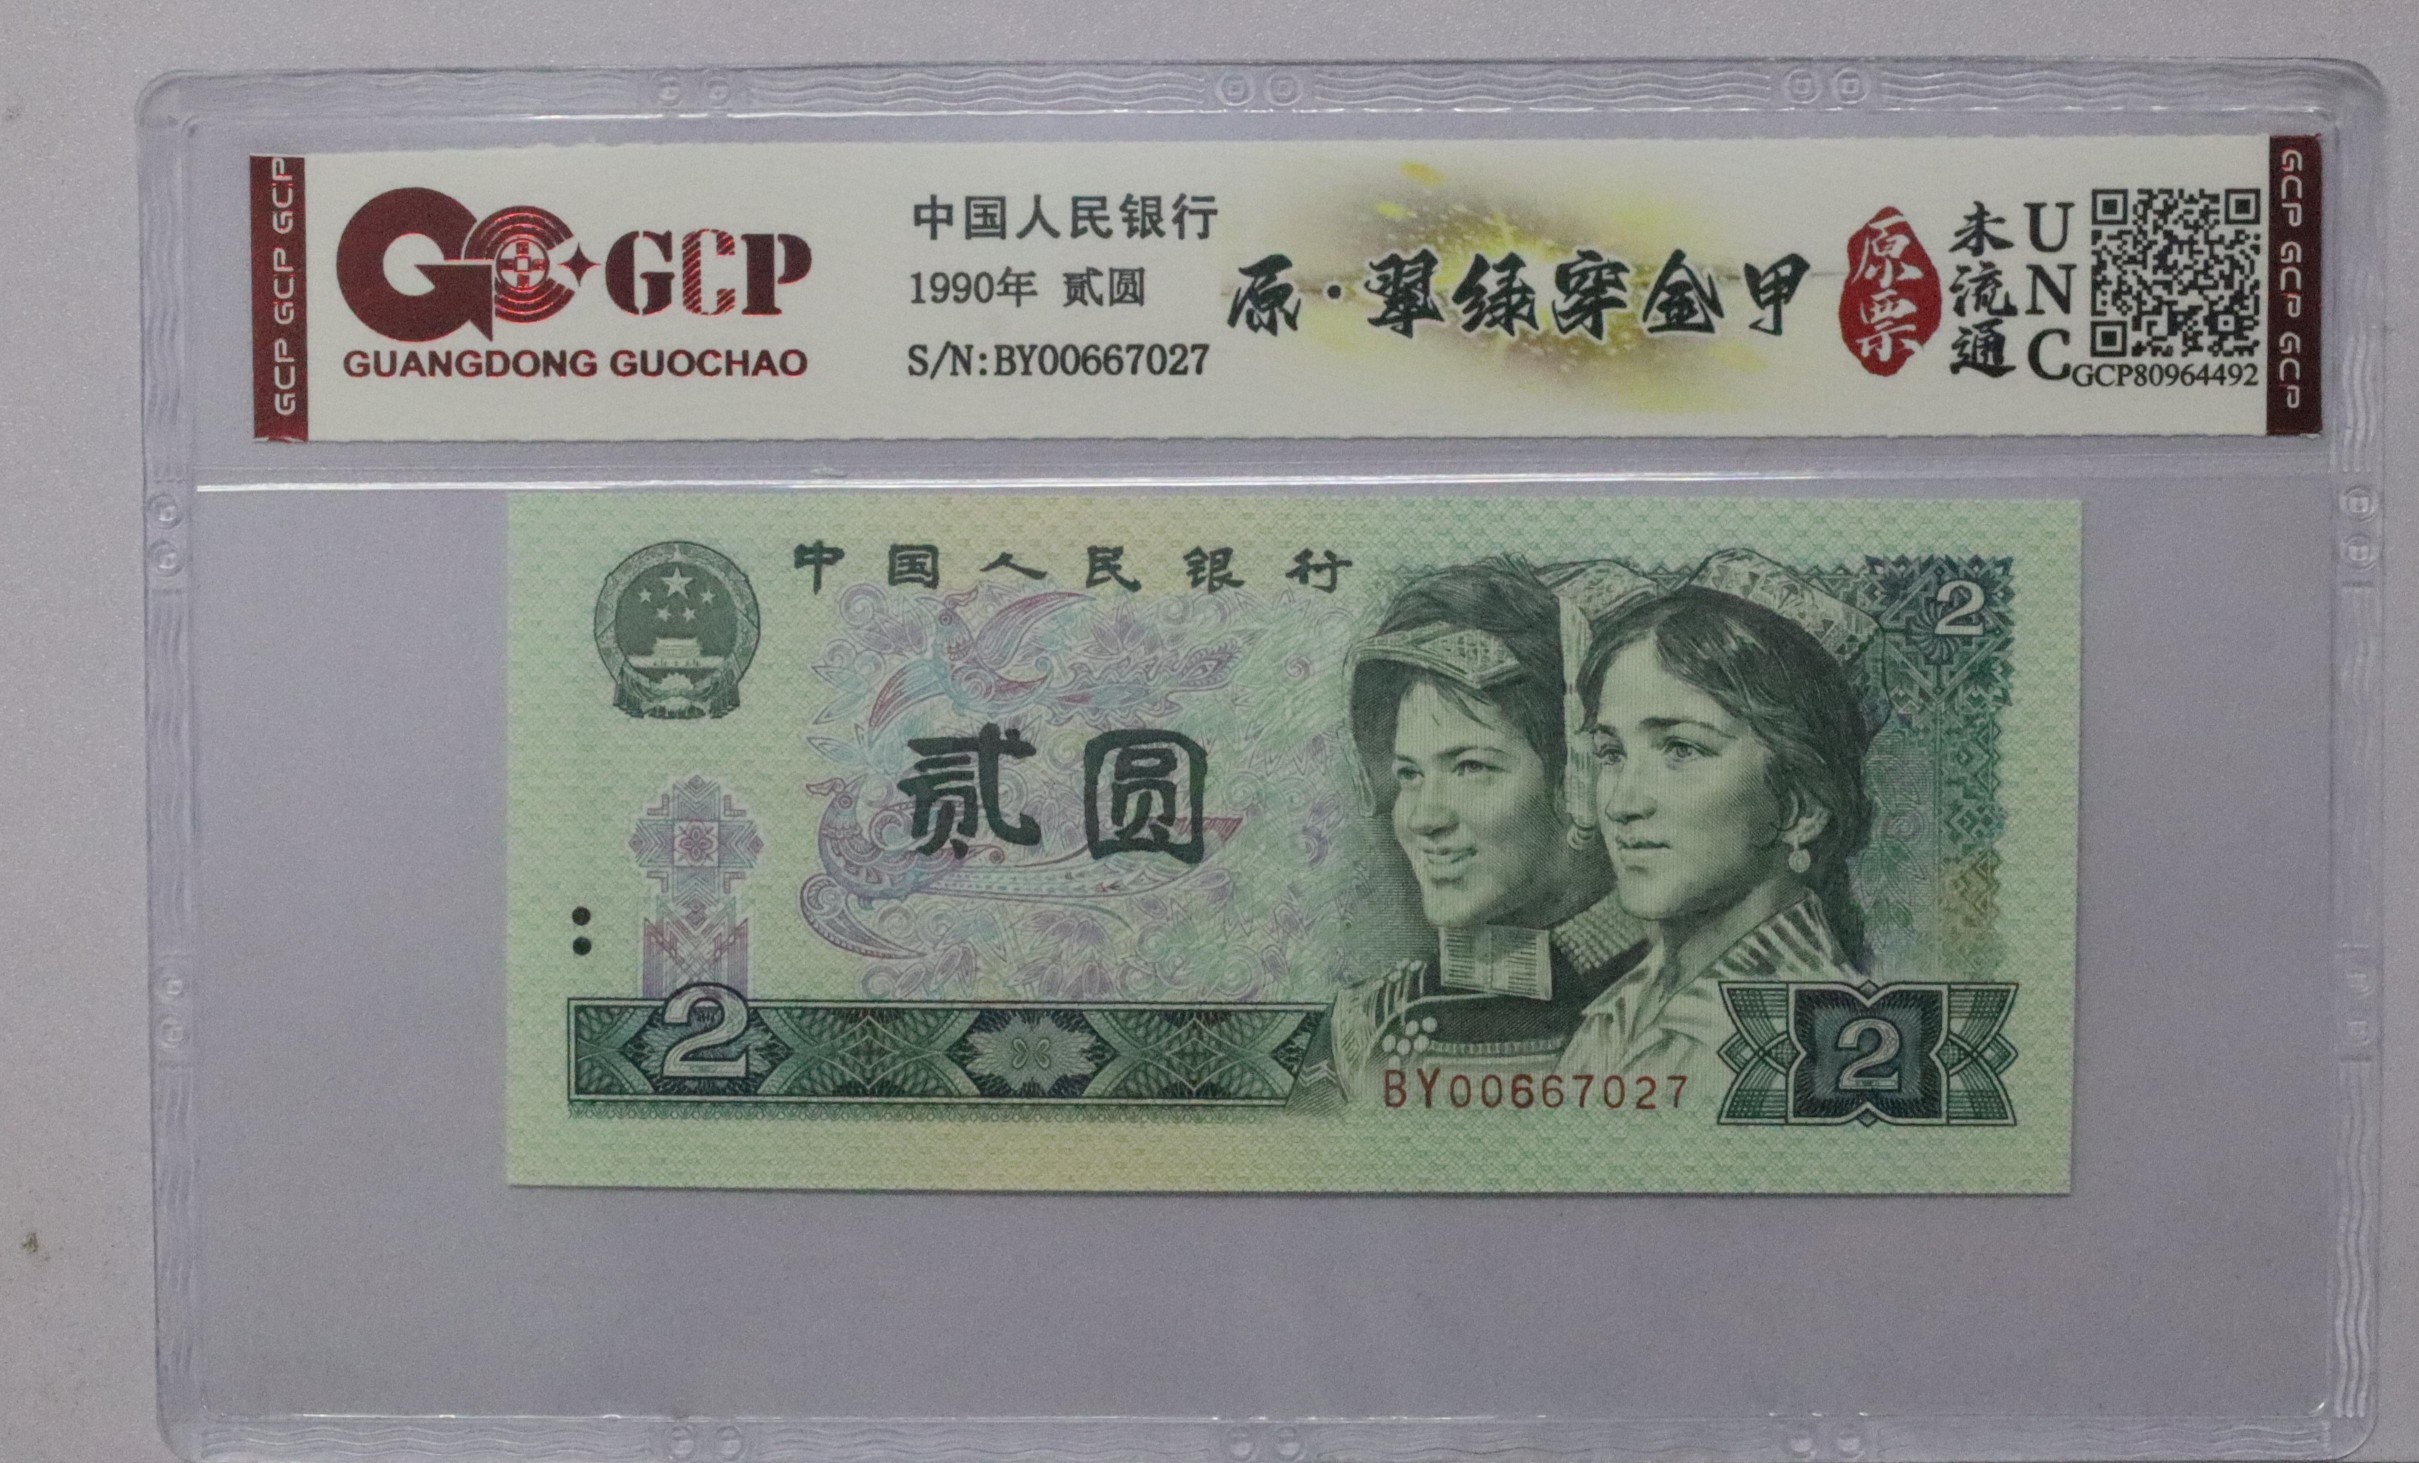 GCP GCP GCP
GCP
GUANGDONG GUOCHAO
中国人民银行
1990年 贰圆
S/N:BY00667027
原·翠绿穿金甲
原票
未流通
UNC
GCP80964492
GCP GCP GCP
中国人民银行
2
贰圆
2
BY00667027
2